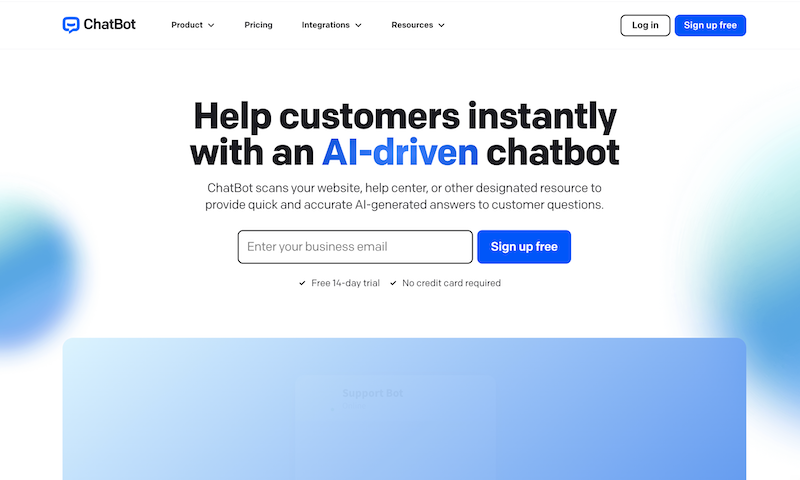 ChatBot
Product
Pricing
Integrations
Resources
Log in
Sign up free
Help customers instantly
with an AI-driven chatbot
ChatBot scans your website, help center, or other designated resource to
provide quick and accurate AI-generated answers to customer questions.
Enter your business email
Sign up free
Free 14-day trial
No credit card required
Support Bot